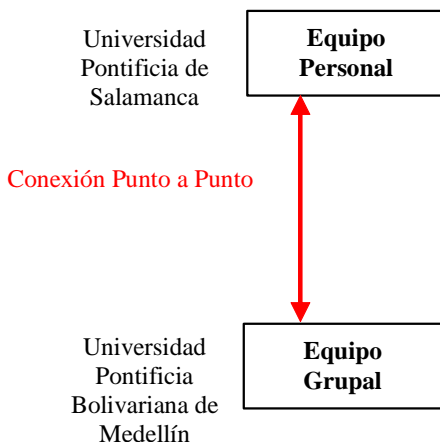 Universidad
Pontificia de
Salamanca
Equipo
Personal
Conexión Punto a Punto
Universidad
Pontificia
Bolivariana de
Medellín
Equipo
Grupal